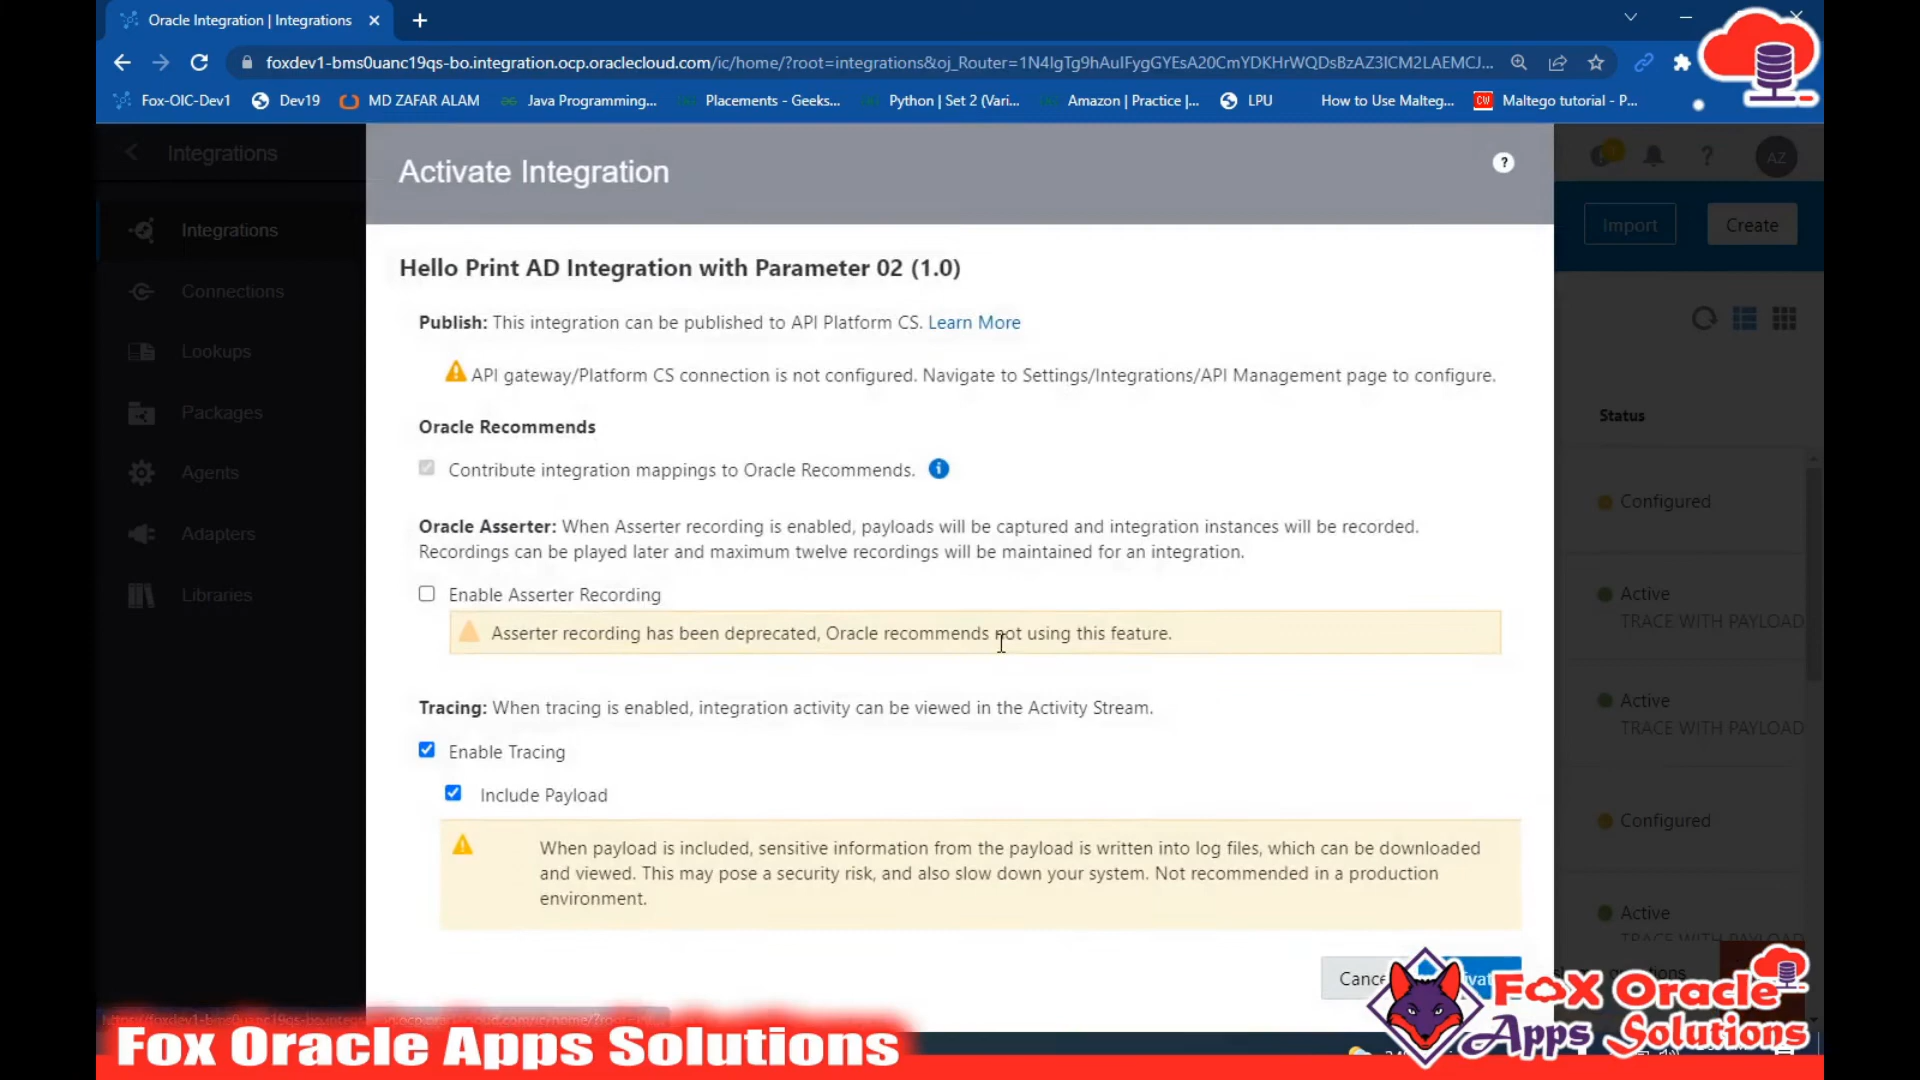 Oracle Integration | Integrations
foxdev1-bms0uanc19qs-bo.integration.ocp.oraclecloud.com/ic/home/?root=integrations&oj_Router=1N4IgTg9hAuIFygGYEsA20CmYDKHrWQDsBzAZ3ICM2LAEMCJ...
Fox-OIC-Dev1 Dev19 MD ZAFAR ALAM Java Programming... Placements - Geeks... Python | Set 2 (Vari... Amazon | Practice |... LPU How to Use Malteg... CW Maltego tutorial - P...
Integrations
Activate Integration
?
? AZ
Integrations
Import Create
Connections
Lookups
Packages
Agents
Adapters
Libraries
Hello Print AD Integration with Parameter 02 (1.0)
Publish: This integration can be published to API Platform CS. Learn More
API gateway/Platform CS connection is not configured. Navigate to Settings/Integrations/API Management page to configure.
Oracle Recommends
Contribute integration mappings to Oracle Recommends.
Oracle Asserter: When Asserter recording is enabled, payloads will be captured and integration instances will be recorded.
Recordings can be played later and maximum twelve recordings will be maintained for an integration.
Enable Asserter Recording
Asserter recording has been deprecated, Oracle recommends not using this feature.
Tracing: When tracing is enabled, integration activity can be viewed in the Activity Stream.
Enable Tracing
Include Payload
When payload is included, sensitive information from the payload is written into log files, which can be downloaded
and viewed. This may pose a security risk, and also slow down your system. Not recommended in a production
environment.
Status
Configured
Active
TRACE WITH PAYLOAD
Active
TRACE WITH PAYLOAD
Configured
Active
TRACE WITH PAYLOAD
Fox Oracle Apps Solutions
Fox Oracle
Apps Solutions